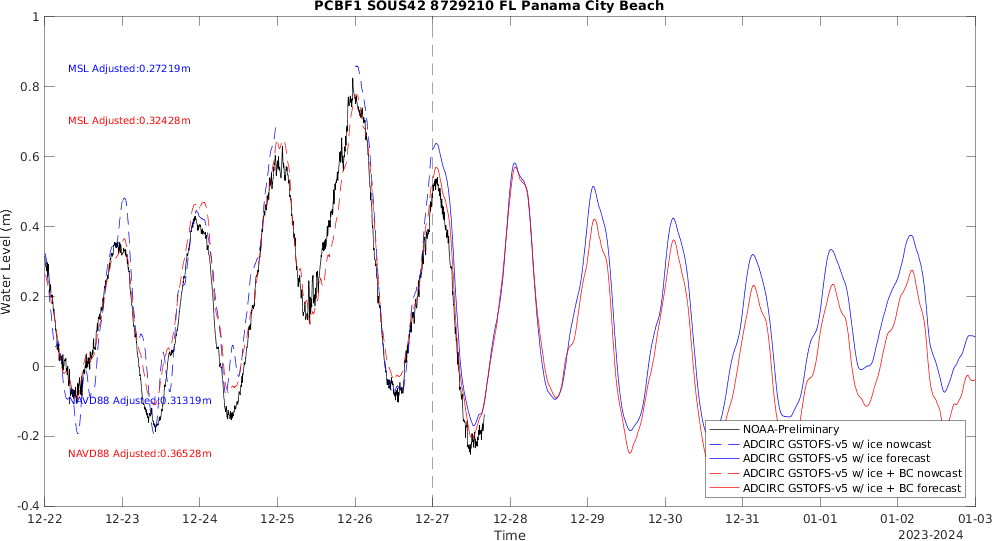 PCBF1 SOUS42 8729210 FL Panama City Beach
1
0.8
0.6
0.4
0.2
0
-0.2
-0.4
Water Level (m)
MSL Adjusted:0.27219m
MSL Adjusted:0.32428m
NAVD88 Adjusted:0.31319m
NAVD88 Adjusted:0.36528m
NOAA-Preliminary
ADCIRC GSTOFS-v5 w/ ice nowcast
ADCIRC GSTOFS-v5 w/ ice forecast
ADCIRC GSTOFS-v5 w/ ice + BC nowcast
ADCIRC GSTOFS-v5 w/ ice + BC forecast
12-22 12-23 12-24 12-25 12-26 12-27 12-28 12-29 12-30 12-31 01-01 01-02 01-03
Time
2023-2024